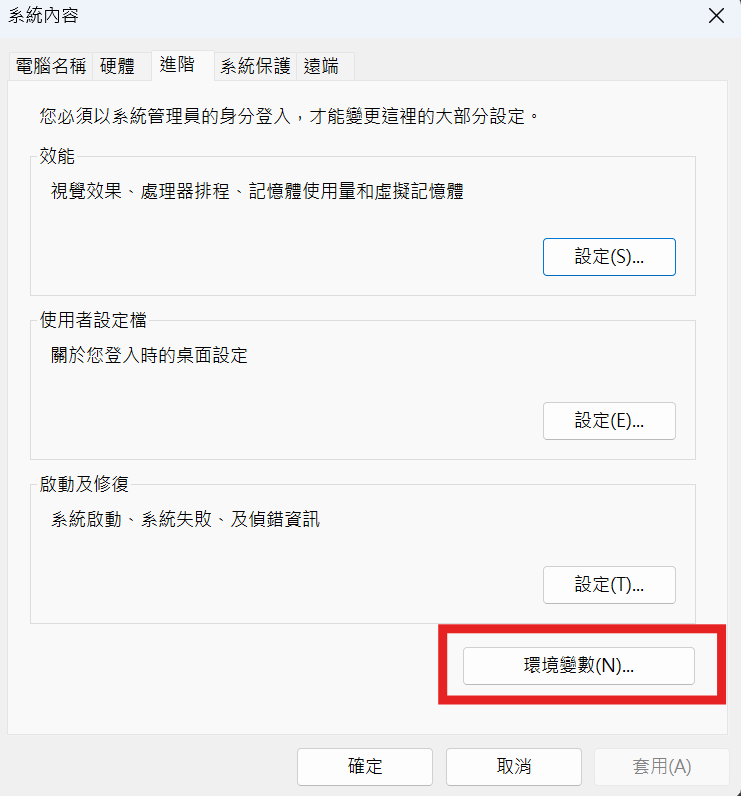 系統內容
電腦名稱 硬體 進階 系統保護 遠端
您必須以系統管理員的身分登入，才能變更這裡的大部分設定。
效能
視覺效果、處理器排程、記憶體使用量和虛擬記憶體
設定(S)...
使用者設定檔
關於您登入時的桌面設定
設定(E)...
啟動及修復
系統啟動、系統失敗、及偵錯資訊
設定(T)...
環境變數(N)...
確定 取消 套用(A)